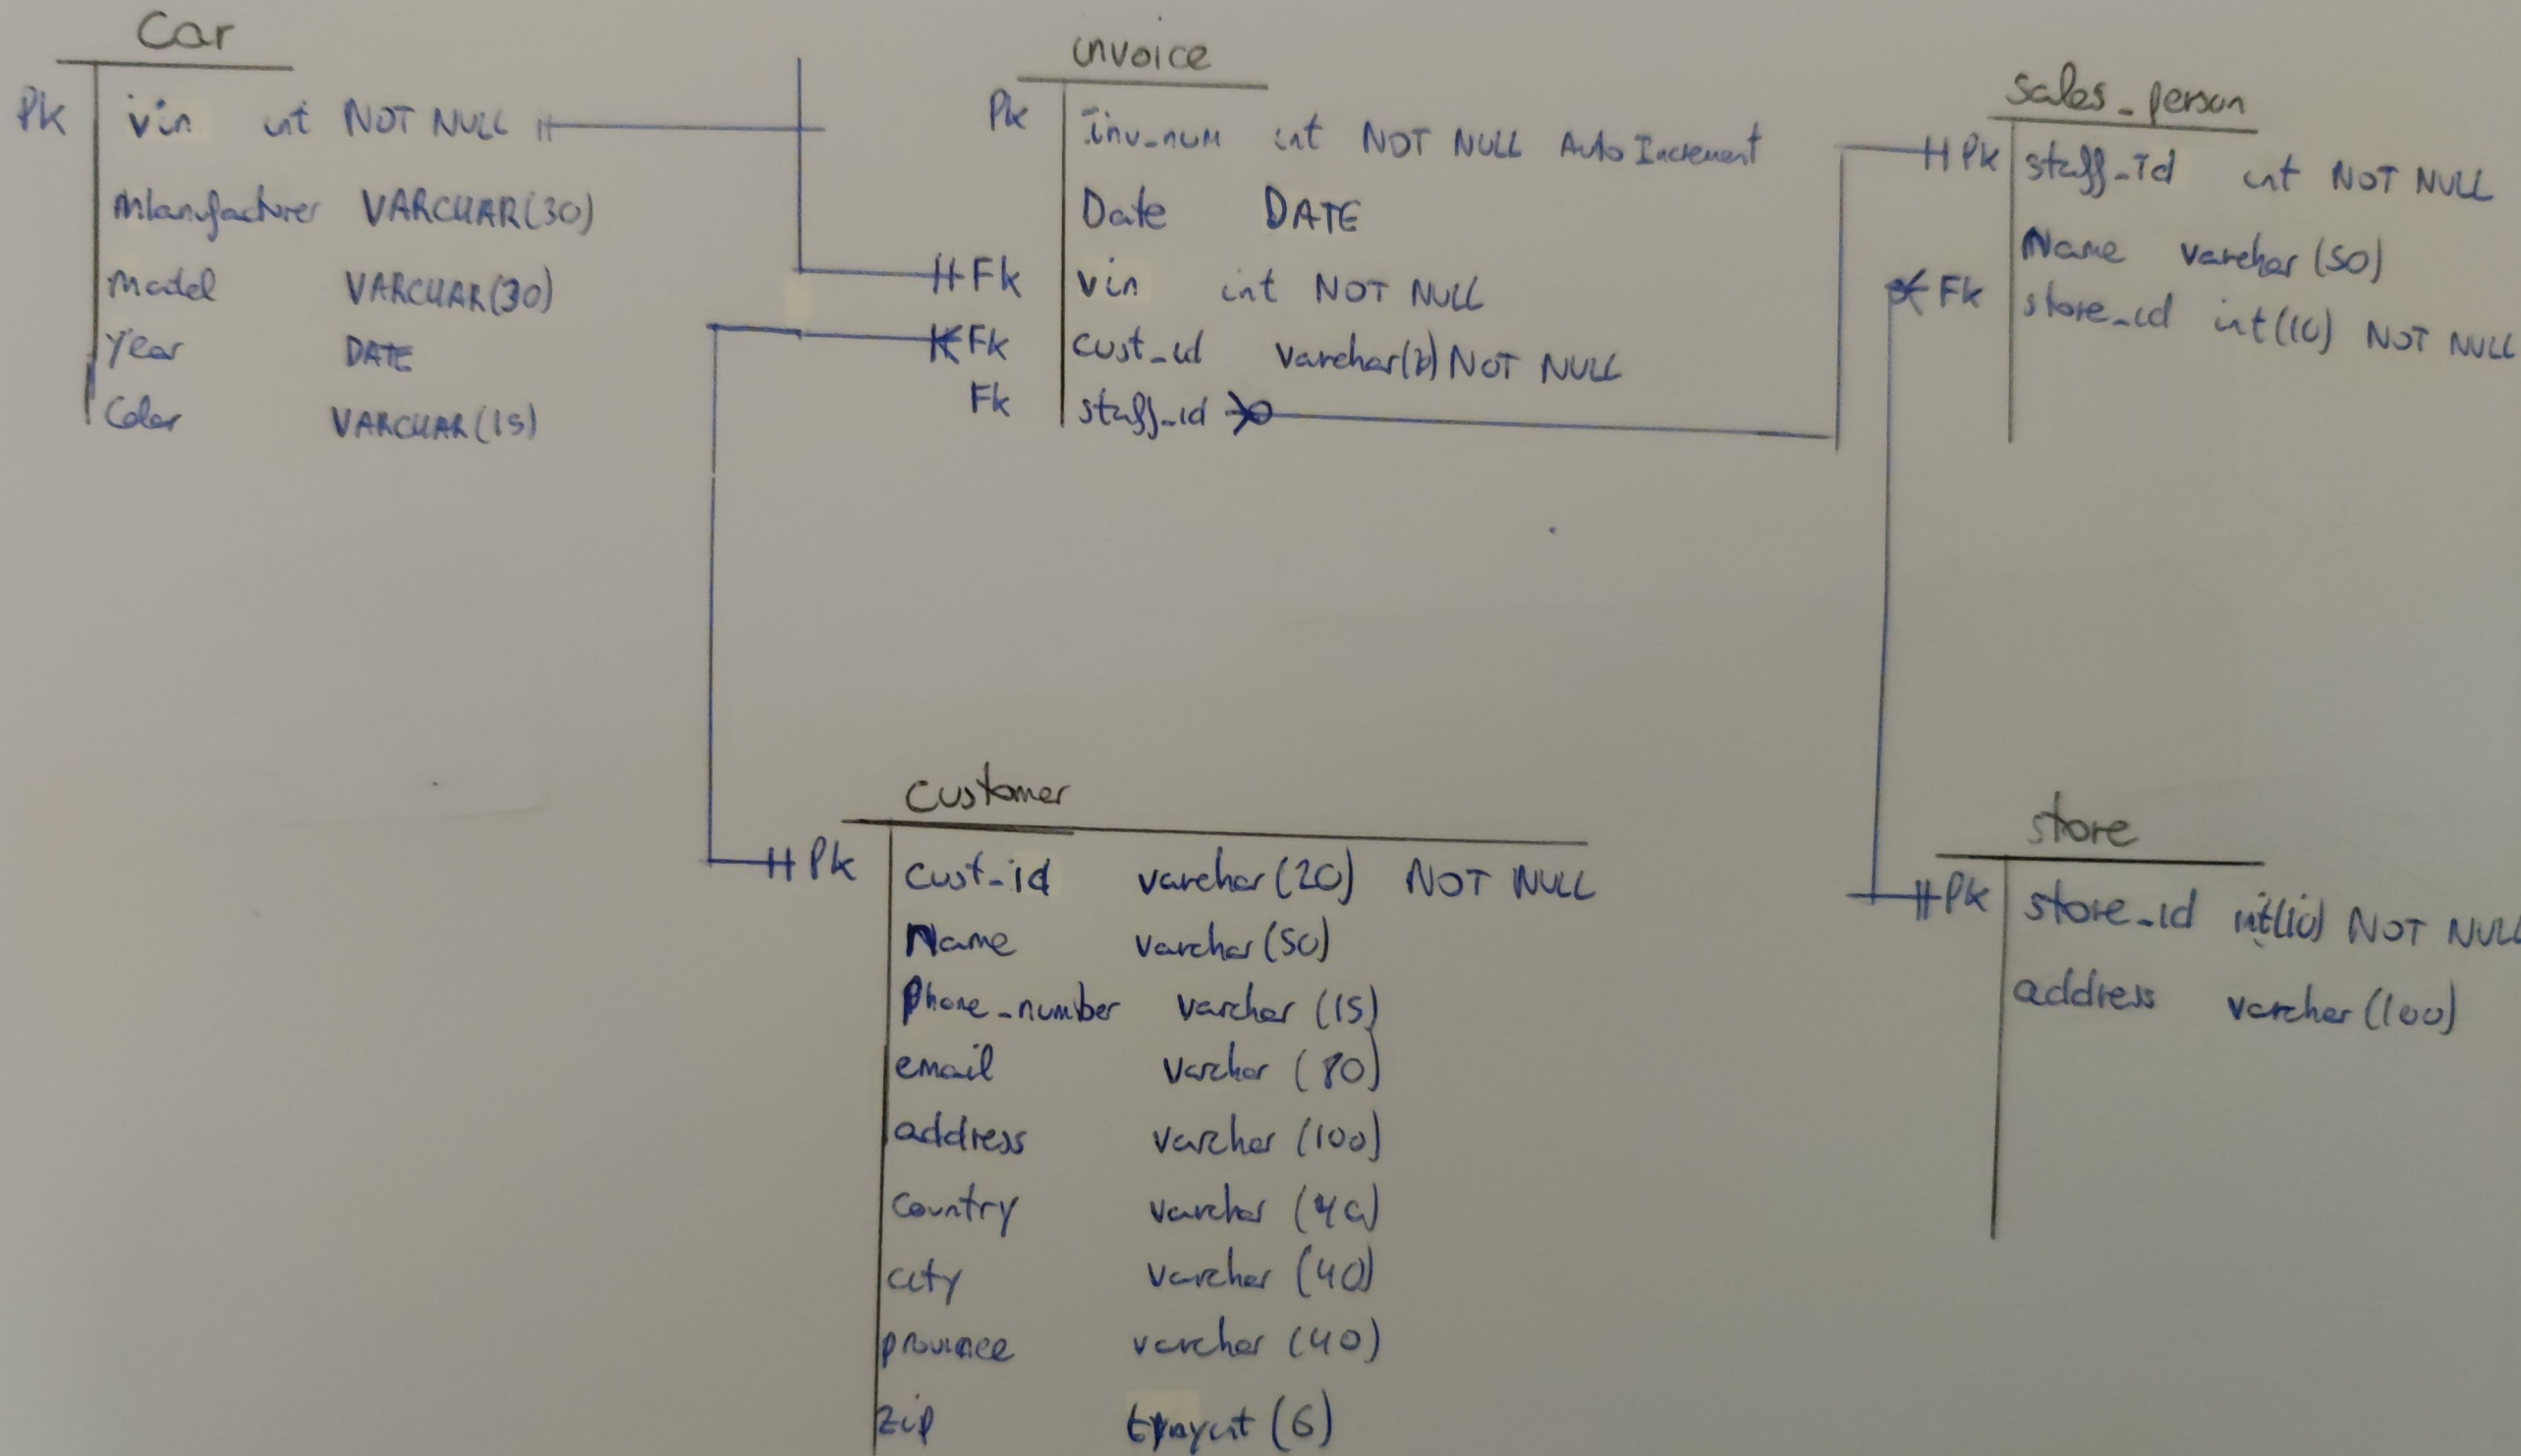 Car
Pk vin int NOT NULL
Manufacturer VARCHAR(30)
Model VARCHAR(30)
Year DATE
Color VARCHAR(15)
invoice
Pk inv_num int NOT NULL Auto Increment
Date DATE
Fk vin int NOT NULL
Fk cust_id NOT NULL
Fk staff_id
sales_person
Pk staff_id int NOT NULL
Name varchar(50)
Fk store_id int(10) NOT NULL
customer
Pk cust_id varchar(20) NOT NULL
Name varchar(50)
Phone_number varchar(15)
email varchar(80)
address varchar(100)
country varchar(40)
city varchar(40)
province varchar(40)
zip (6)
store
Pk store_id int(10) NOT NULL
address varchar(100)